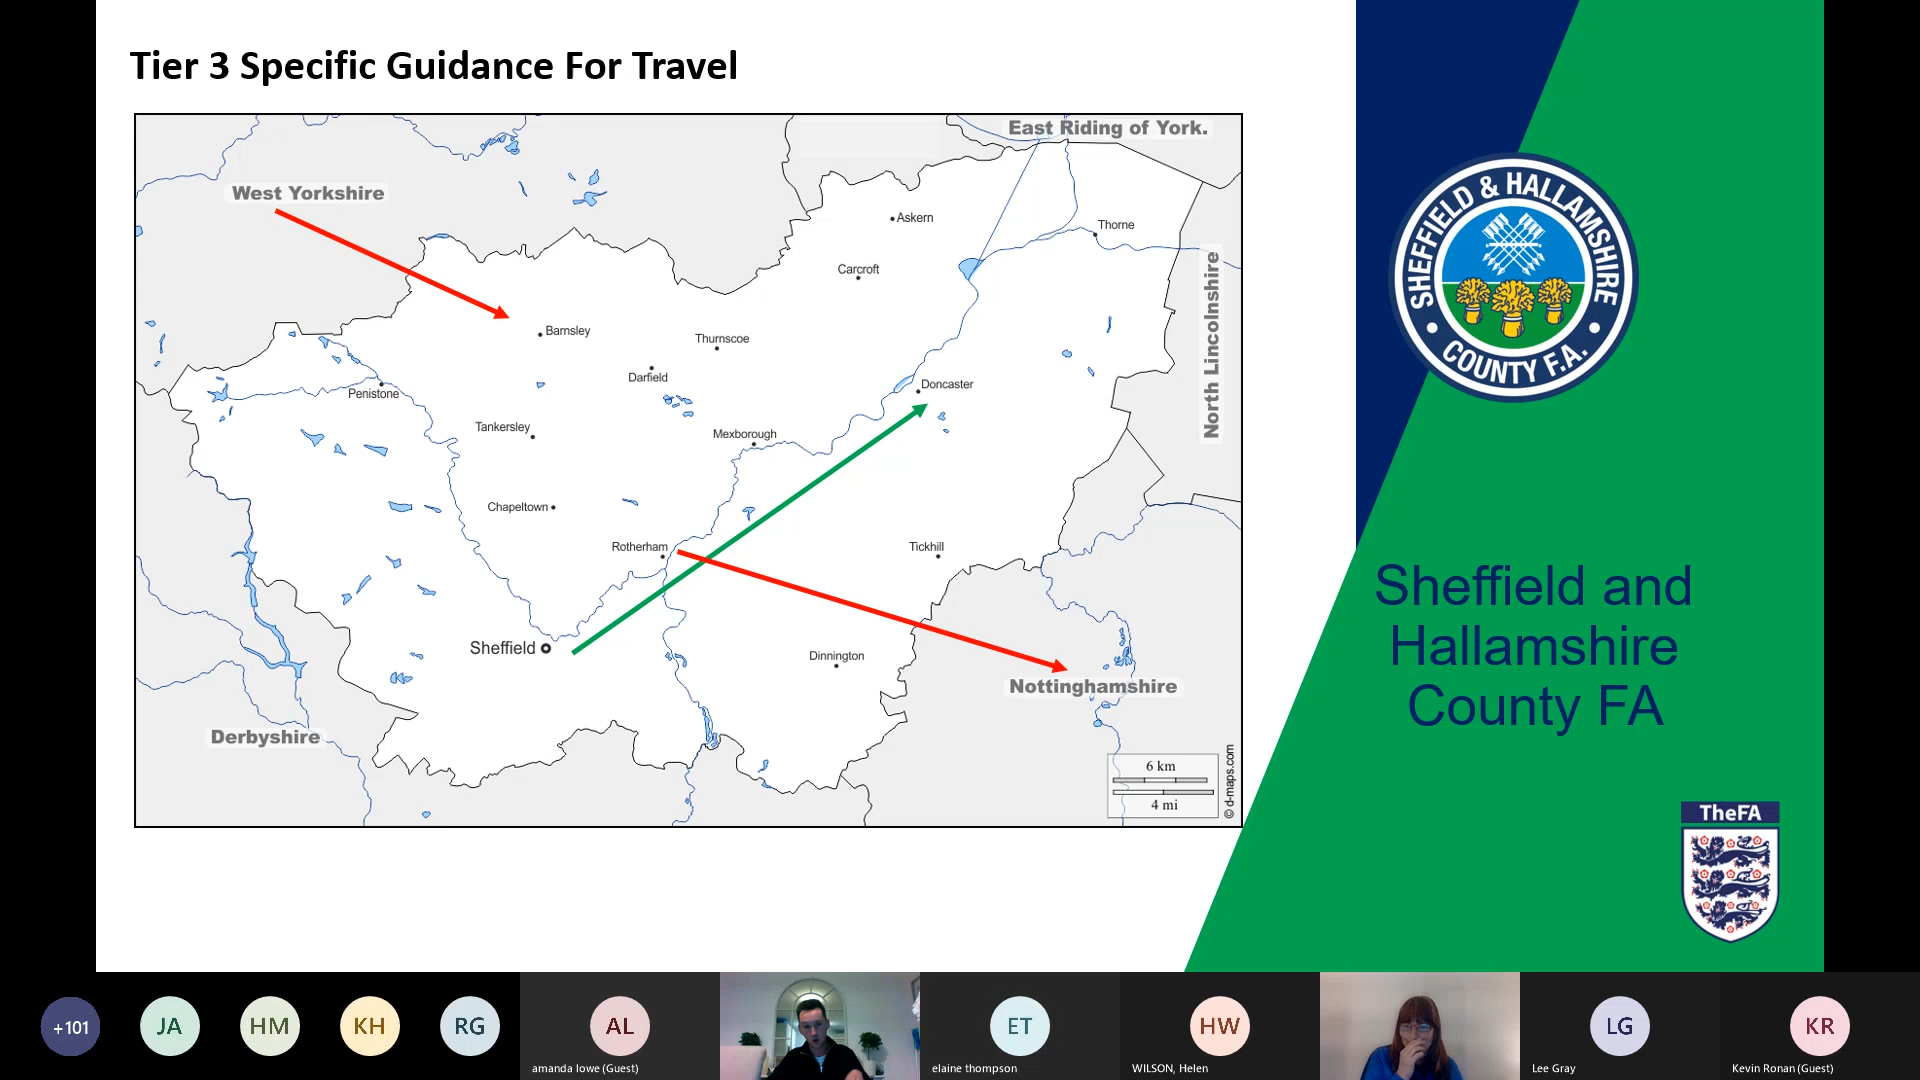 Tier 3 Specific Guidance For Travel
East Riding of York.
West Yorkshire
Askern
Thorne
Carcroft
North Lincolnshire
Barnsley
Thurnscoe
Darfield
Doncaster
Penistone
Tankersley
Mexborough
Chapeltown
Rotherham
Tickhill
Sheffield
Dinnington
Nottinghamshire
Derbyshire
6 km
4 mi
© d-maps.com
SHEFFIELD & HALLAMSHIRE
COUNTY F.A.
Sheffield and
Hallamshire
County FA
TheFA
+101
JA
HM
KH
RG
AL
amanda lowe (Guest)
ET
elaine thompson
HW
WILSON, Helen
LG
Lee Gray
KR
Kevin Ronan (Guest)